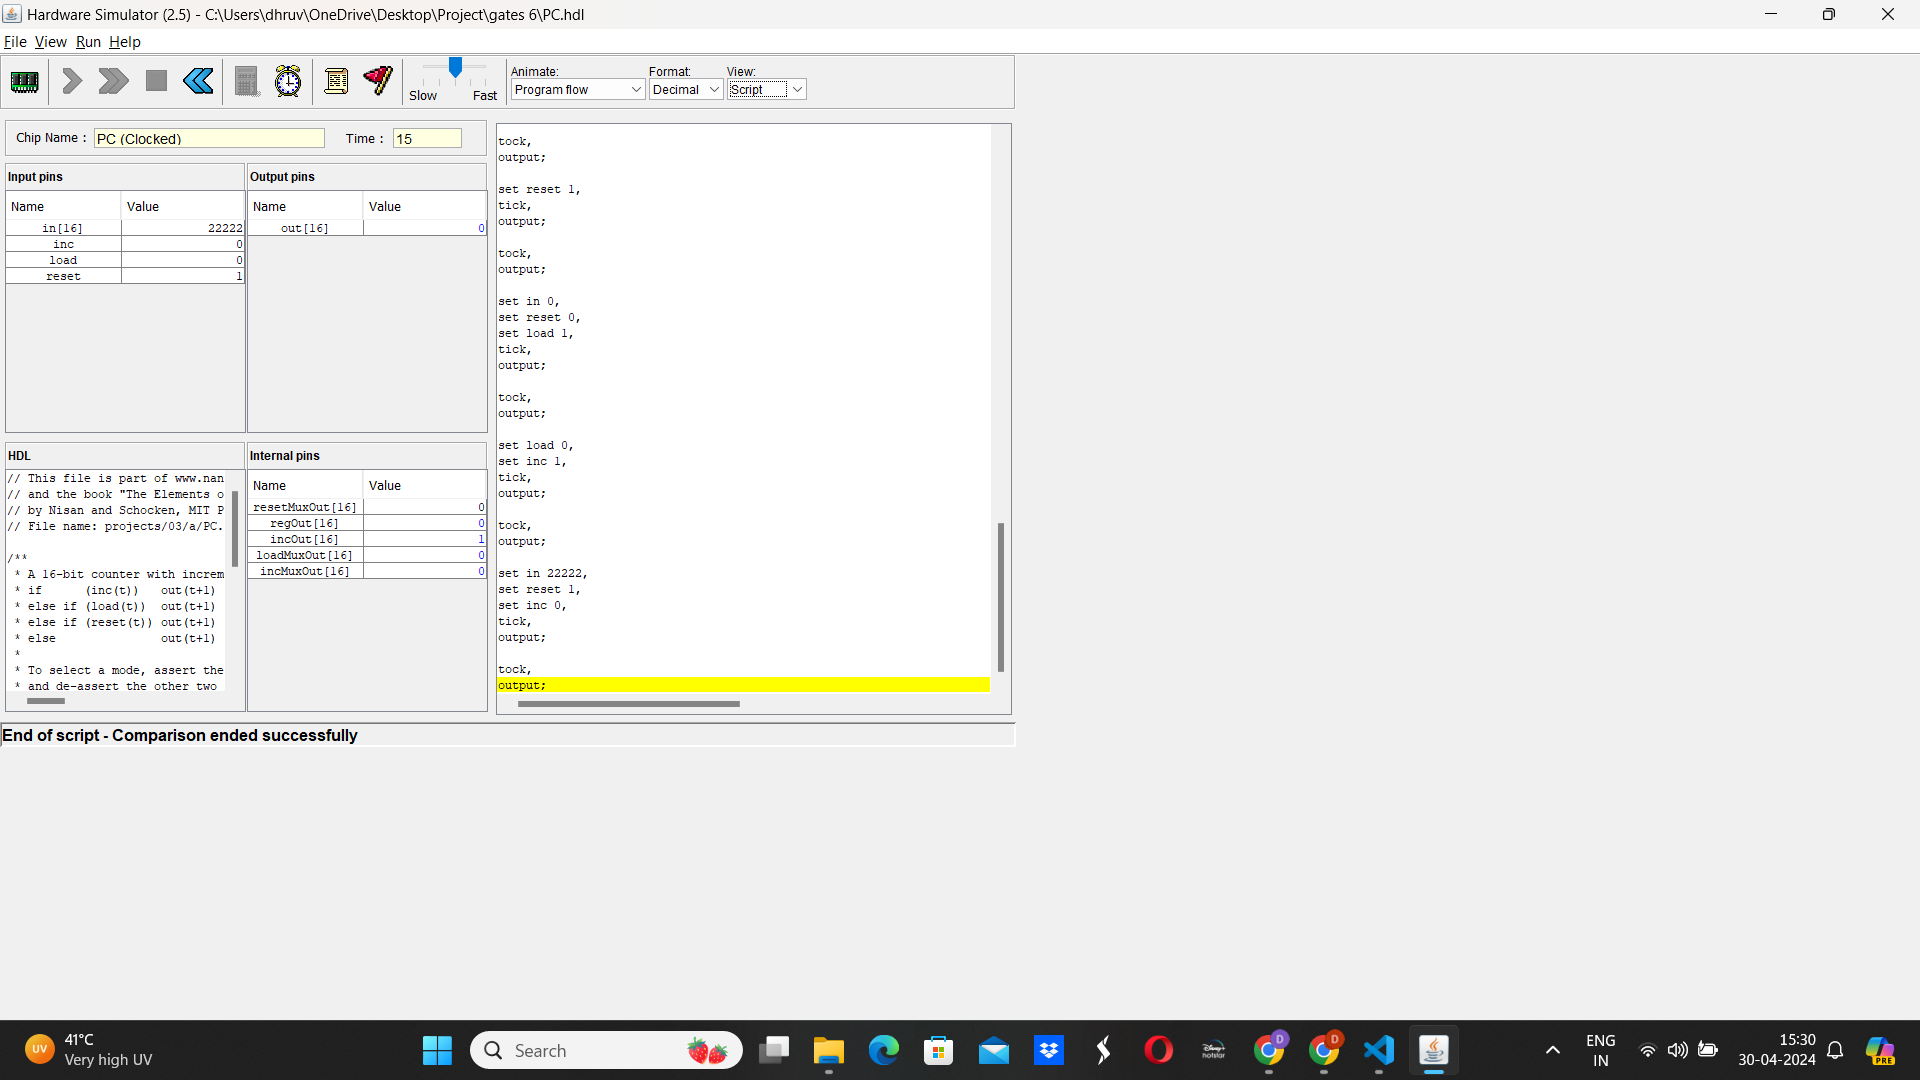 Hardware Simulator (2.5) - C:\Users\dhruv\OneDrive\Desktop\Project\gates 6\PC.hdl
File View Run Help
Slow Fast
Animate:
Program flow
Format:
Decimal
View:
Script
Chip Name : PC (Clocked) Time : 15
Input pins
Name Value
in[16] 22222
inc 0
load 0
reset 1
Output pins
Name Value
out[16] 0
HDL
// This file is part of www.nan
// and the book "The Elements o
// by Nisan and Schocken, MIT P
// File name: projects/03/a/PC.
/**
* A 16-bit counter with increm
* if (inc(t)) out(t+1)
* else if (load(t)) out(t+1)
* else if (reset(t)) out(t+1)
* else out(t+1)
*
* To select a mode, assert the
* and de-assert the other two
Internal pins
Name Value
resetMuxOut[16] 0
regOut[16] 0
incOut[16] 1
loadMuxOut[16] 0
incMuxOut[16] 0
tock,
output;
set reset 1,
tick,
output;
tock,
output;
set in 0,
set reset 0,
set load 1,
tick,
output;
tock,
output;
set load 0,
set inc 1,
tick,
output;
tock,
output;
set in 22222,
set reset 1,
set inc 0,
tick,
output;
tock,
output;
End of script - Comparison ended successfully
UV
41°C
Very high UV
Search
Disney+
hotstar
D
D
ENG
IN
15:30
30-04-2024
PRE